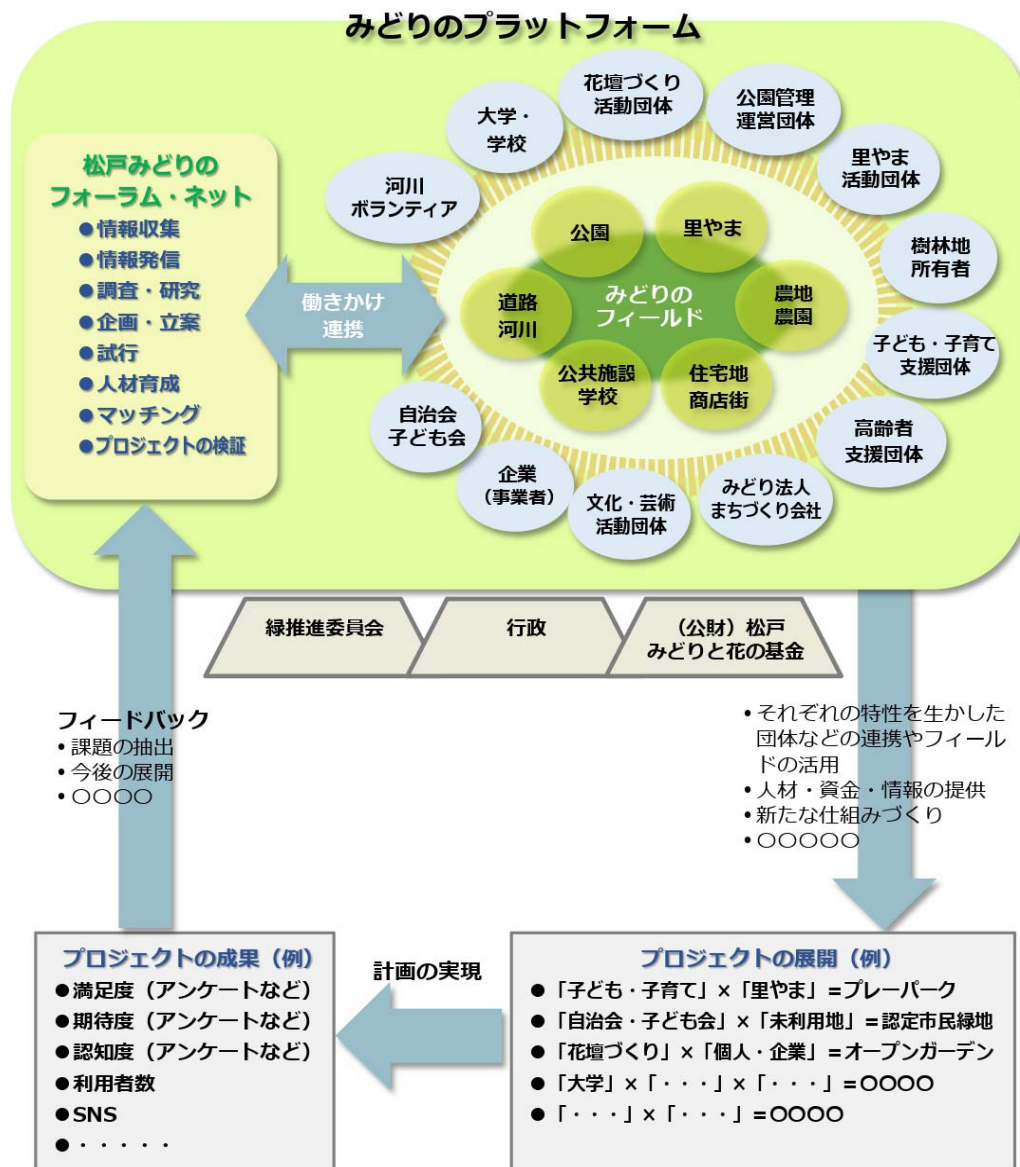 みどりのプラットフォーム
松戸みどりの
フォーラム・ネット
●情報収集
●情報発信
●調査・研究
●企画・立案
●試行
●人材育成
●マッチング
●プロジェクトの検証
働きかけ
連携
河川
ボランティア
大学・
学校
花壇づくり
活動団体
公園管理
運営団体
里やま
活動団体
樹林地
所有者
子ども・子育て
支援団体
高齢者
支援団体
みどり法人
まちづくり会社
文化・芸術
活動団体
企業
（事業者）
自治会
子ども会
公園
里やま
道路
河川
みどりの
フィールド
農地
農園
公共施設
学校
住宅地
商店街
緑推進委員会
行政
（公財）松戸
みどりと花の基金
フィードバック
• 課題の抽出
• 今後の展開
• 〇〇〇〇
• それぞれの特性を生かした
団体などの連携やフィール
ドの活用
• 人材・資金・情報の提供
• 新たな仕組みづくり
• 〇〇〇〇〇
プロジェクトの成果（例）
●満足度（アンケートなど）
●期待度（アンケートなど）
●認知度（アンケートなど）
●利用者数
●SNS
●・・・・・
計画の実現
プロジェクトの展開（例）
●「子ども・子育て」×「里やま」＝プレーパーク
●「自治会・子ども会」×「未利用地」＝認定市民緑地
●「花壇づくり」×「個人・企業」＝オープンガーデン
●「大学」×「・・・」×「・・・」＝〇〇〇〇
●「・・・」×「・・・」＝〇〇〇〇